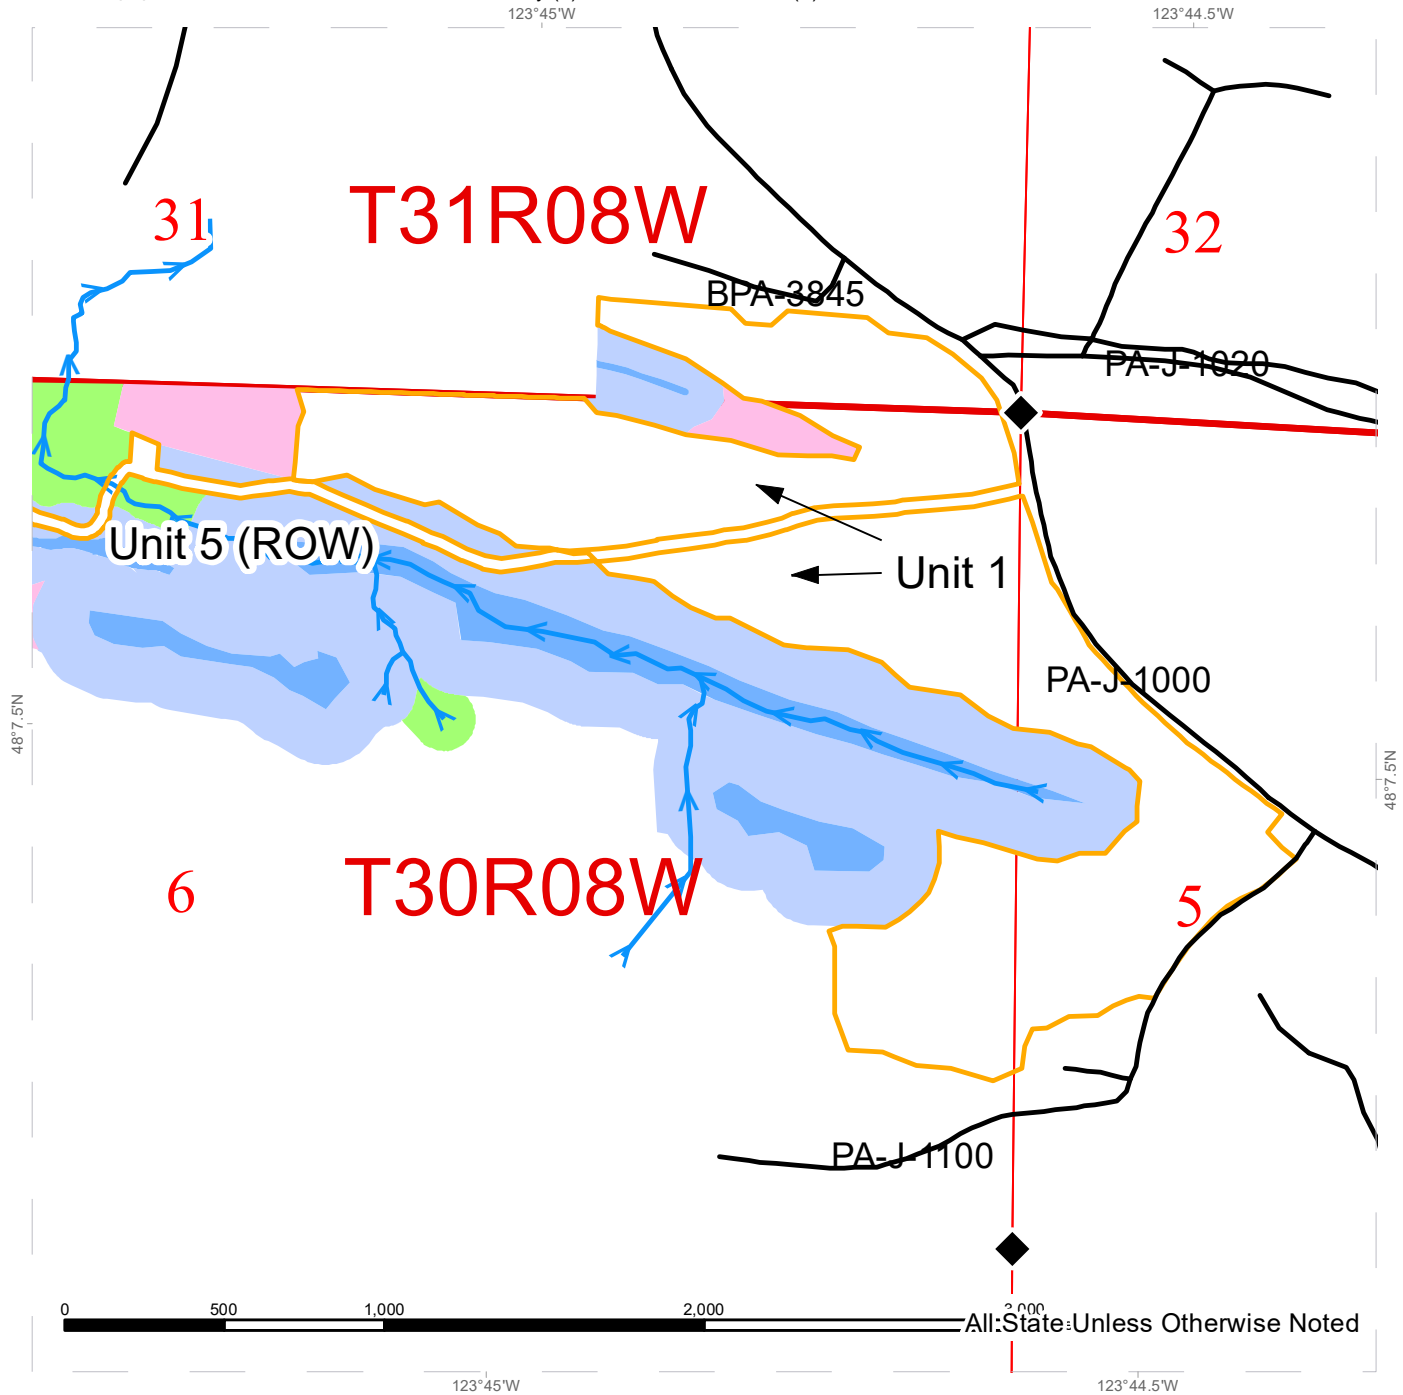 123°45'W
123°44.5'W
T31R08W
31
32
BPA-3845
PA-J-1020
Unit 5 (ROW)
Unit 1
PA-J-1000
48°7.5'N
48°7.5'N
6
T30R08W
5
PA-J-1100
0
500
1,000
2,000
3,000
All State Unless Otherwise Noted
123°45'W
123°44.5'W